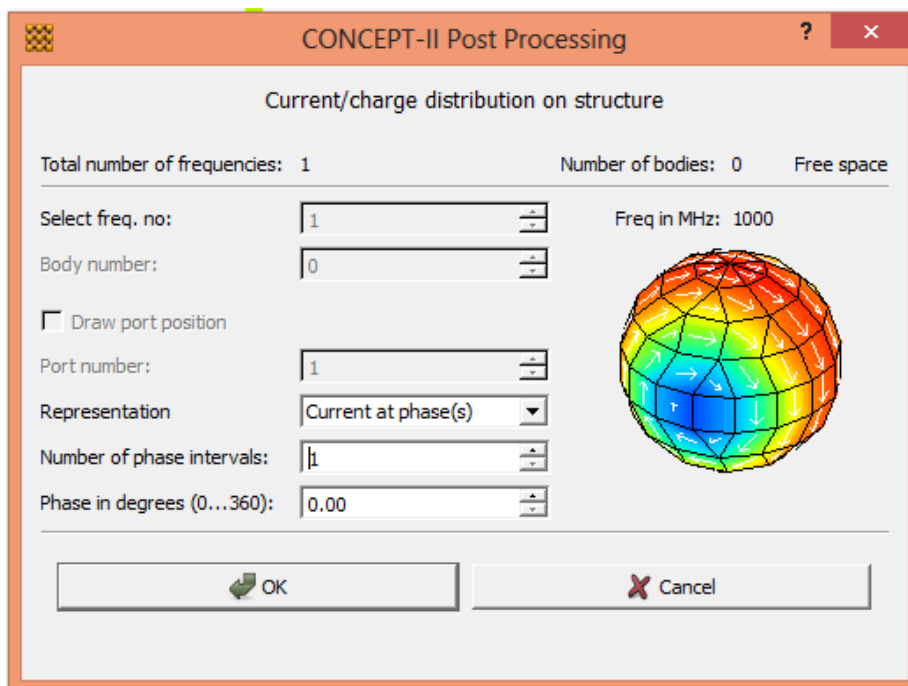 CONCEPT-II Post Processing ?
Current/charge distribution on structure
Total number of frequencies: 1 Number of bodies: 0 Free space
Select freq. no: 1 Freq in MHz: 1000
Body number: 0
Draw port position
Port number: 1
Representation Current at phase(s)
Number of phase intervals: 1
Phase in degrees (0...360): 0.00
OK Cancel